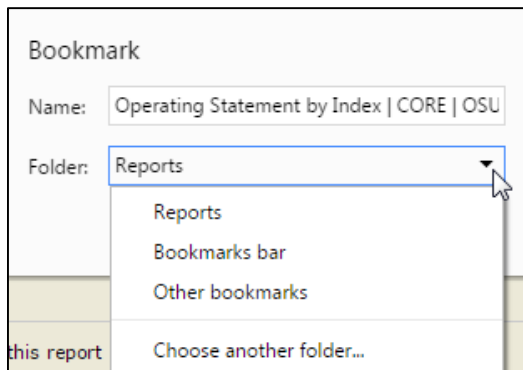 Bookmark
Name: Operating Statement by Index | CORE | OSU
Folder: Reports
Reports
Bookmarks bar
Other bookmarks
this report
Choose another folder...